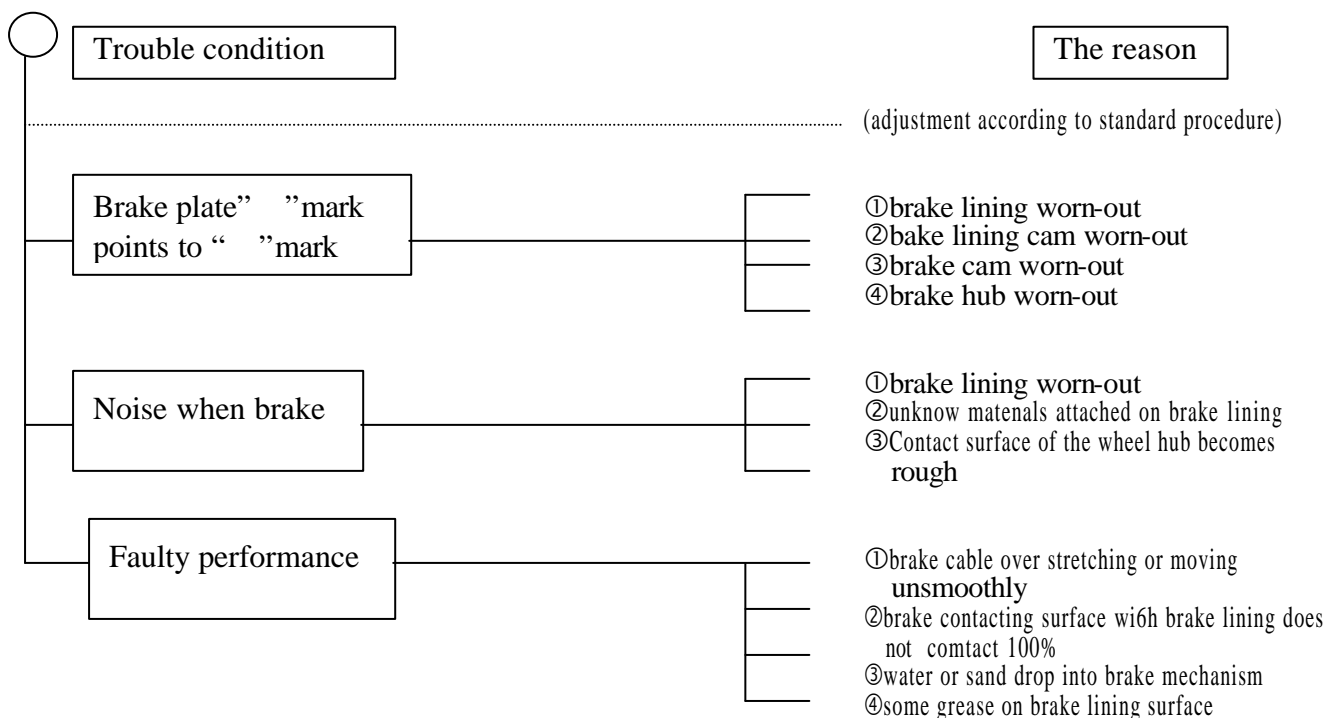 Trouble condition
The reason
(adjustment according to standard procedure)
Brake plate” ”mark
points to “ ”mark
①brake lining worn-out
②bake lining cam worn-out
③brake cam worn-out
④brake hub worn-out
Noise when brake
①brake lining worn-out
②unknow matenals attached on brake lining
③Contact surface of the wheel hub becomes
rough
Faulty performance
①brake cable over stretching or moving
unsmoothly
②brake contacting surface wi6h brake lining does
not comtact 100%
③water or sand drop into brake mechanism
④some grease on brake lining surface